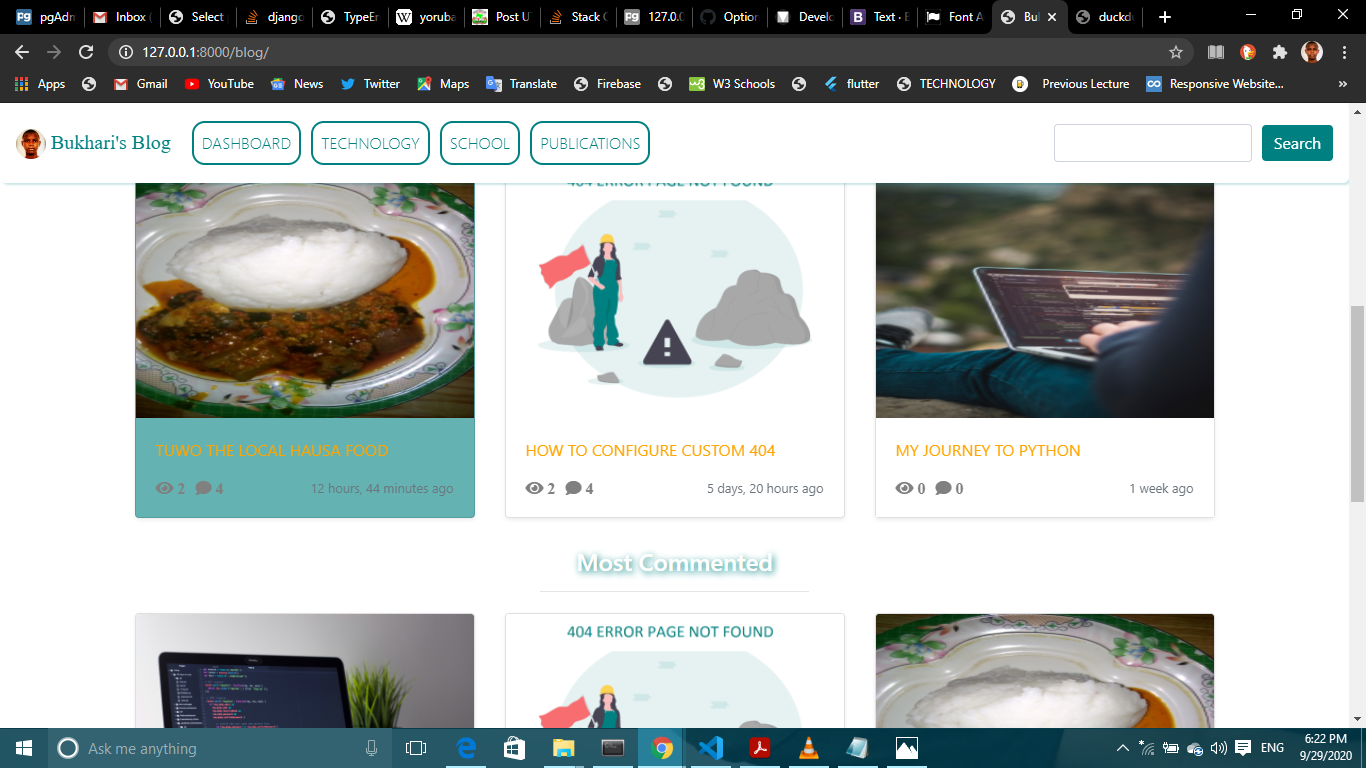 pgAdm
Inbox (
Select
django
TypeEr
yoruba
Post U
Stack C
127.0.0
Option
Develo
Text · B
Font A
Bul
duckd
127.0.0.1:8000/blog/
Apps
Gmail
YouTube
News
Twitter
Maps
Translate
Firebase
W3 Schools
flutter
TECHNOLOGY
Previous Lecture
Responsive Website...
»
Bukhari's Blog
DASHBOARD
TECHNOLOGY
SCHOOL
PUBLICATIONS
Search
404 ERROR PAGE NOT FOUND
TUWO THE LOCAL HAUSA FOOD
2 4 12 hours, 44 minutes ago
HOW TO CONFIGURE CUSTOM 404
2 4 5 days, 20 hours ago
MY JOURNEY TO PYTHON
0 0 1 week ago
Most Commented
404 ERROR PAGE NOT FOUND
Ask me anything
ENG
6:22 PM
9/29/2020